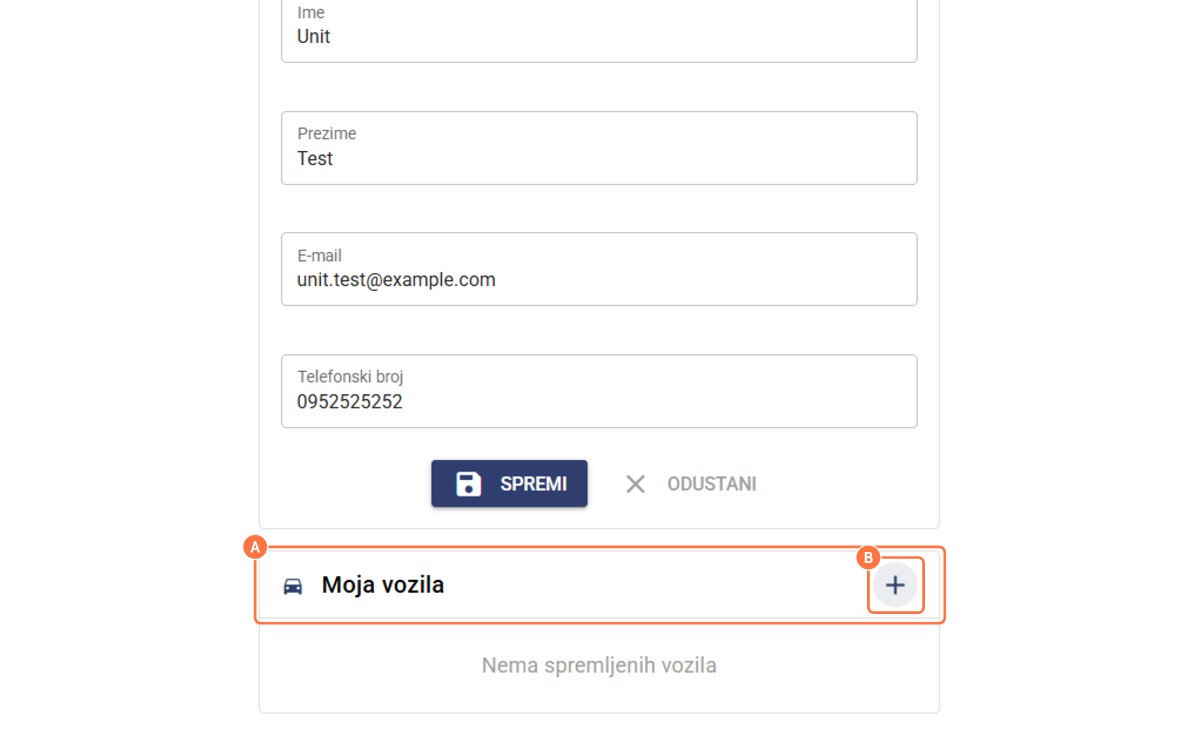 Ime
Unit
Prezime
Test
E-mail
unit.test@example.com
Telefonski broj
0952525252
SPREMI
ODUSTANI
A
B
Moja vozila
Nema spremljenih vozila